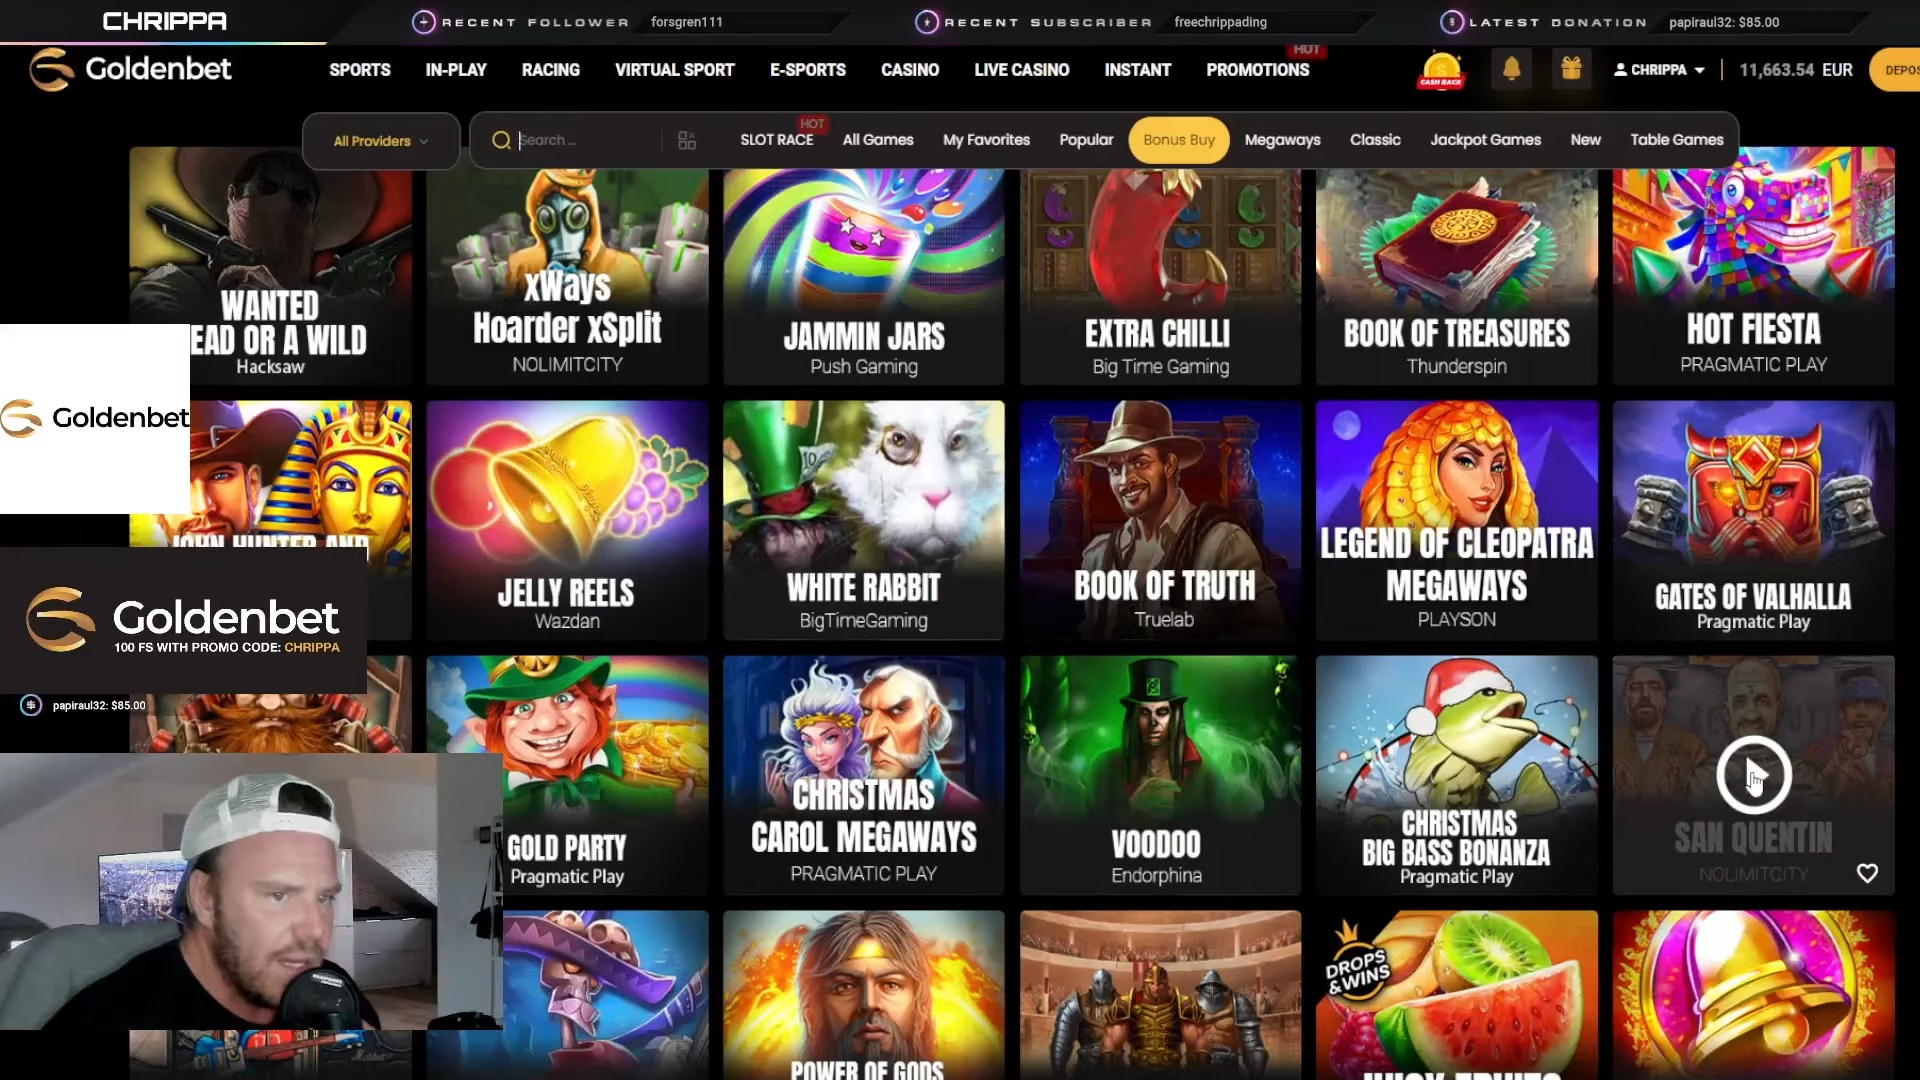 CHRIPPA
RECENT FOLLOWER forsgren111
RECENT SUBSCRIBER freechrippading
LATEST DONATION papiraul32: $85.00
Goldenbet
SPORTS
IN-PLAY
RACING
VIRTUAL SPORT
E-SPORTS
CASINO
LIVE CASINO
INSTANT
PROMOTIONS
HOT
CASH BACK
CHRIPPA
11,663.54 EUR
DEPOS
All Providers
Search ...
SLOT RACE
HOT
All Games
My Favorites
Popular
Bonus Buy
Megaways
Classic
Jackpot Games
New
Table Games
WANTED
EAD OR A WILD
Hacksaw
xWays
Hoarder xSplit
NOLIMITCITY
JAMMIN JARS
Push Gaming
EXTRA CHILLI
Big Time Gaming
BOOK OF TREASURES
Thunderspin
HOT FIESTA
PRAGMATIC PLAY
Goldenbet
JOHN HUNTER AND
JELLY REELS
Wazdan
10
WHITE RABBIT
BigTimeGaming
BOOK OF TRUTH
Truelab
LEGEND OF CLEOPATRA
MEGAWAYS
PLAYSON
GATES OF VALHALLA
Pragmatic Play
Goldenbet
100 FS WITH PROMO CODE: CHRIPPA
papiraul32: $85.00
GOLD PARTY
Pragmatic Play
CHRISTMAS
CAROL MEGAWAYS
PRAGMATIC PLAY
VOODOO
Endorphina
CHRISTMAS
BIG BASS BONANZA
Pragmatic Play
SAN QUENTIN
NOLIMITCITY
POWER OF GODS
DROPS
&WINS
JUICY FRUITS